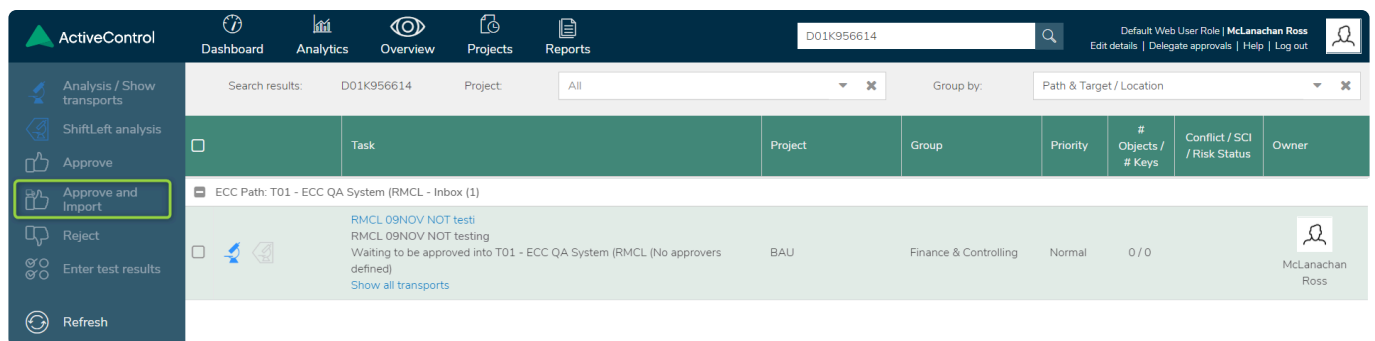 ActiveControl
Dashboard
Analytics
Overview
Projects
Reports
D01K956614
Default Web User Role | McLanachan Ross
Edit details | Delegate approvals | Help | Log out
Analysis / Show
transports
ShiftLeft analysis
Approve
Approve and
Import
Reject
Enter test results
Refresh
Search results: D01K956614 Project: All Group by: Path & Target / Location
Task
Project
Group
Priority
#
Objects /
# Keys
Conflict / SCI
/ Risk Status
Owner
ECC Path: T01 - ECC QA System (RMCL - Inbox (1)
RMCL 09NOV NOT testi
RMCL 09NOV NOT testing
Waiting to be approved into T01 - ECC QA System (RMCL (No approvers
defined)
Show all transports
BAU
Finance & Controlling
Normal
0 / 0
McLanachan
Ross